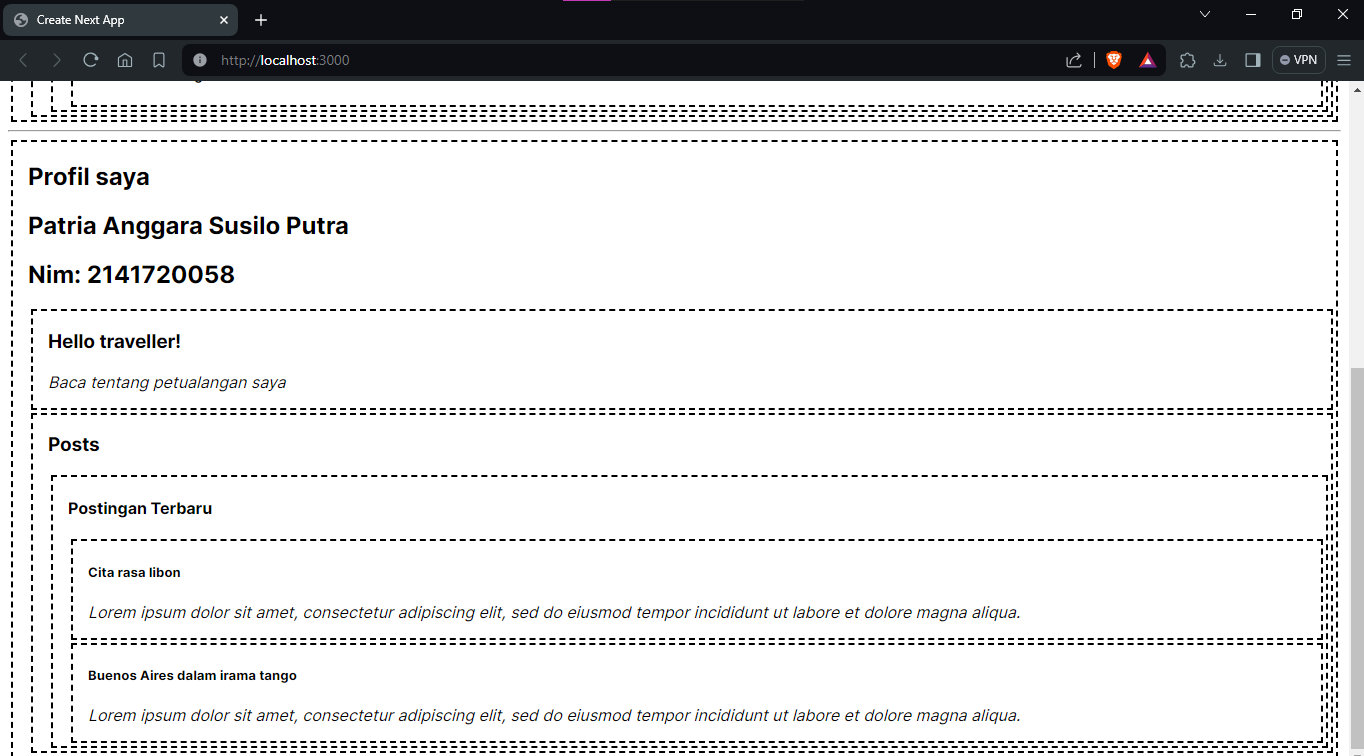 Create Next App
http://localhost:3000
VPN
Profil saya
Patria Anggara Susilo Putra
Nim: 2141720058
Hello traveller!
Baca tentang petualangan saya
Posts
Postingan Terbaru
Cita rasa libon
Lorem ipsum dolor sit amet, consectetur adipiscing elit, sed do eiusmod tempor incididunt ut labore et dolore magna aliqua.
Buenos Aires dalam irama tango
Lorem ipsum dolor sit amet, consectetur adipiscing elit, sed do eiusmod tempor incididunt ut labore et dolore magna aliqua.